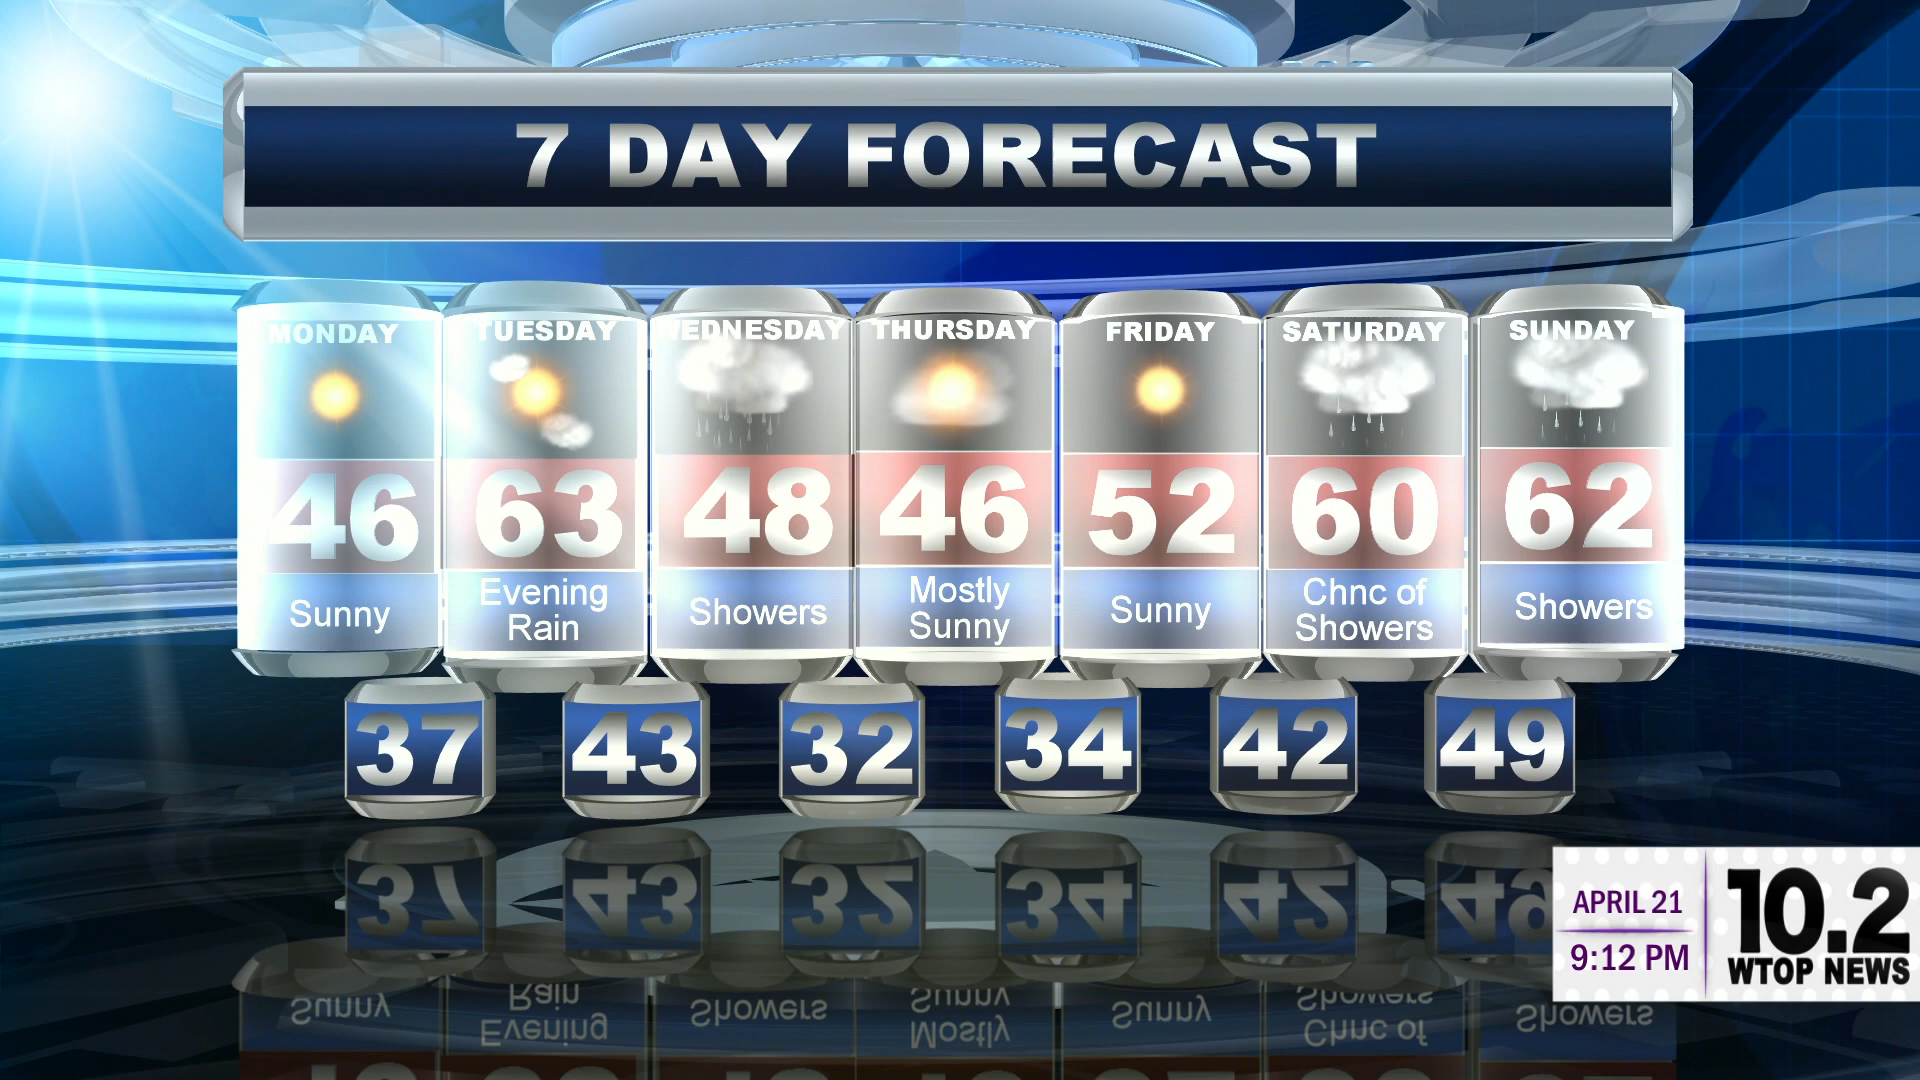 7 DAY FORECAST
MONDAY
46
Sunny
TUESDAY
63
Evening
Rain
WEDNESDAY
48
Showers
THURSDAY
46
Mostly
Sunny
FRIDAY
52
Sunny
SATURDAY
60
Chnc of
Showers
SUNDAY
62
Showers
37
43
32
34
42
49
APRIL 21
9:12 PM
10.2
WTOP NEWS